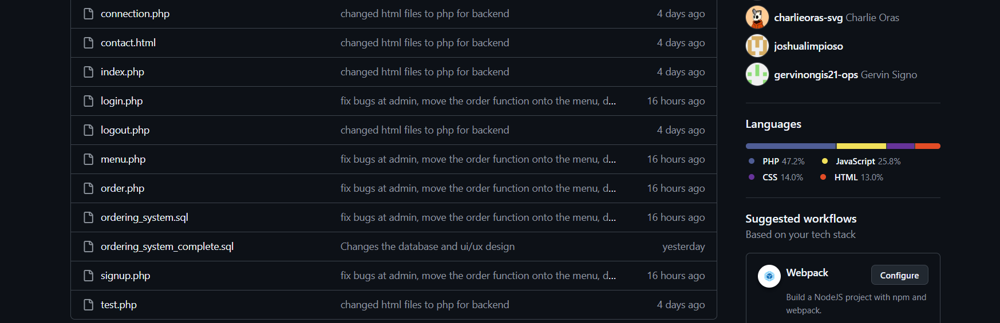 connection.php changed html files to php for backend 4 days ago
contact.html changed html files to php for backend 4 days ago
index.php changed html files to php for backend 4 days ago
login.php fix bugs at admin, move the order function onto the menu, d... 16 hours ago
logout.php changed html files to php for backend 4 days ago
menu.php fix bugs at admin, move the order function onto the menu, d... 16 hours ago
order.php fix bugs at admin, move the order function onto the menu, d... 16 hours ago
ordering_system.sql fix bugs at admin, move the order function onto the menu, d... 16 hours ago
ordering_system_complete.sql Changes the database and ui/ux design yesterday
signup.php fix bugs at admin, move the order function onto the menu, d... 16 hours ago
test.php changed html files to php for backend 4 days ago
charlieoras-svg Charlie Oras
joshualimpioso
gervinongis21-ops Gervin Signo
Languages
PHP 47.2% JavaScript 25.8%
CSS 14.0% HTML 13.0%
Suggested workflows
Based on your tech stack
Webpack Configure
Build a NodeJS project with npm and
webpack.